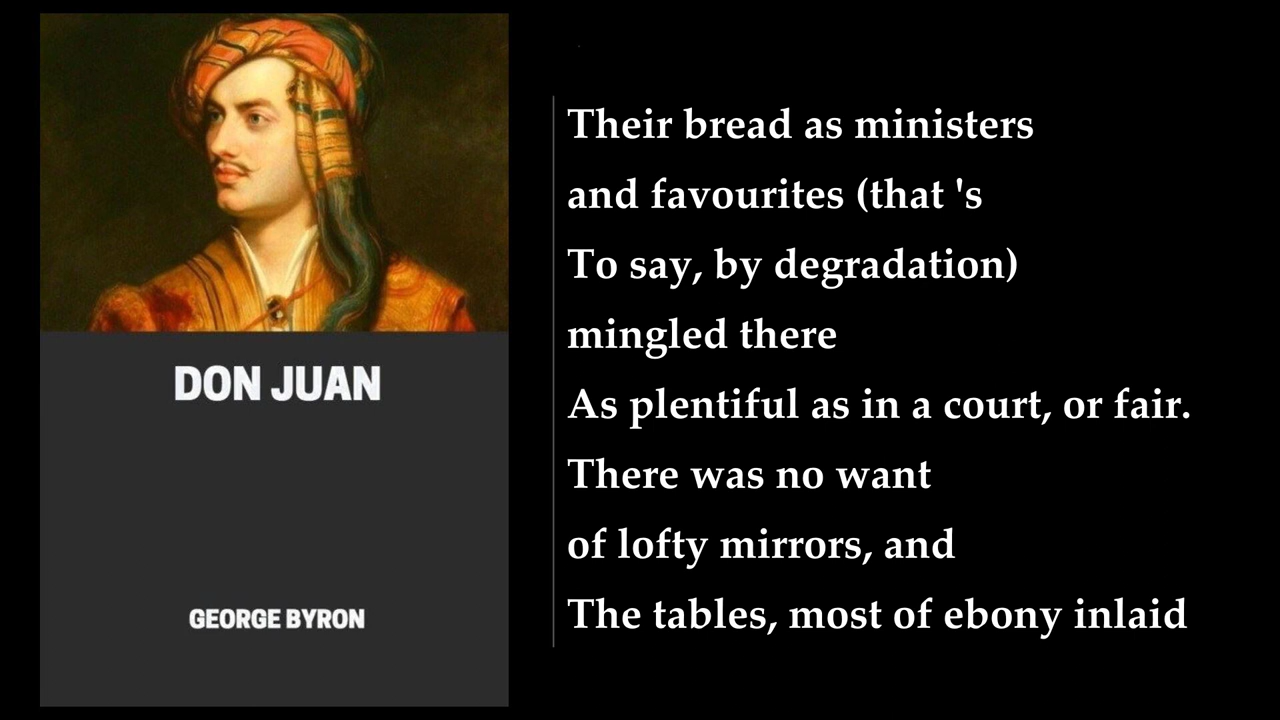 DON JUAN
GEORGE BYRON
Their bread as ministers
and favourites (that 's
To say, by degradation)
mingled there
As plentiful as in a court, or fair.
There was no want
of lofty mirrors, and
The tables, most of ebony inlaid